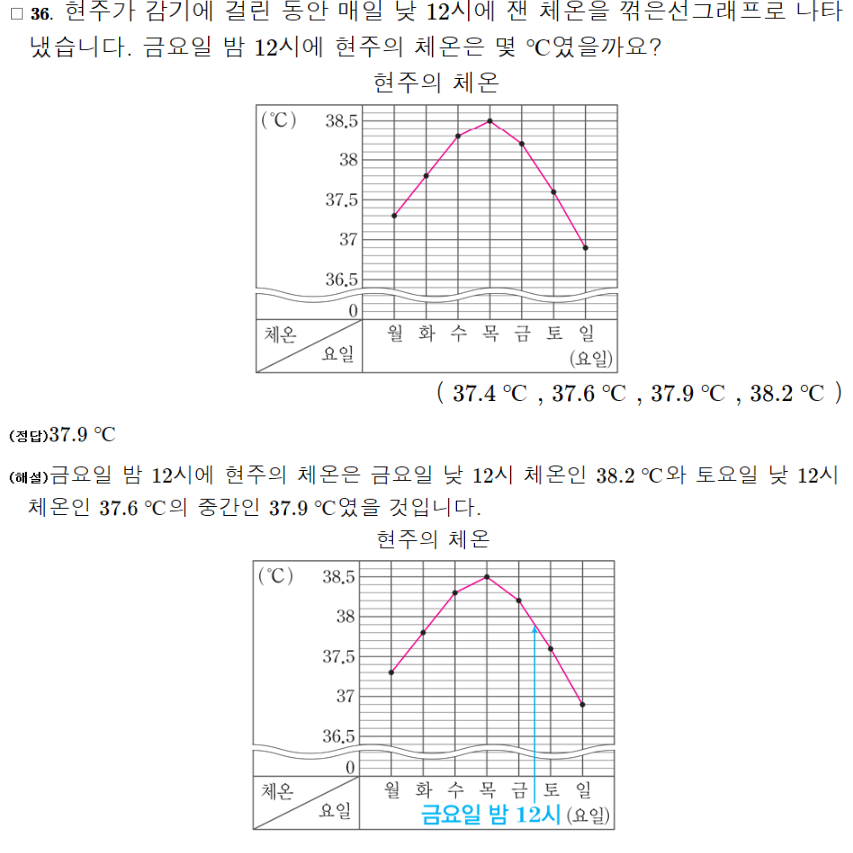 □ 36. 현주가 감기에 걸린 동안 매일 낮 12시에 잰 체온을 꺾은선그래프로 나타
냈습니다. 금요일 밤 12시에 현주의 체온은 몇 ℃였을까요?
현주의 체온
(℃)
38.5
38
37.5
37
36.5
0
체온
요일
월 화 수 목 금 토 일
(요일)
( 37.4 ℃ , 37.6 ℃ , 37.9 ℃ , 38.2 ℃ )
(정답)37.9 ℃
(해설)금요일 밤 12시에 현주의 체온은 금요일 낮 12시 체온인 38.2 ℃와 토요일 낮 12시
체온인 37.6 ℃의 중간인 37.9 ℃였을 것입니다.
현주의 체온
(℃)
38.5
38
37.5
37
36.5
0
체온
요일
월 화 수 목 금 토 일
금요일 밤 12시 (요일)